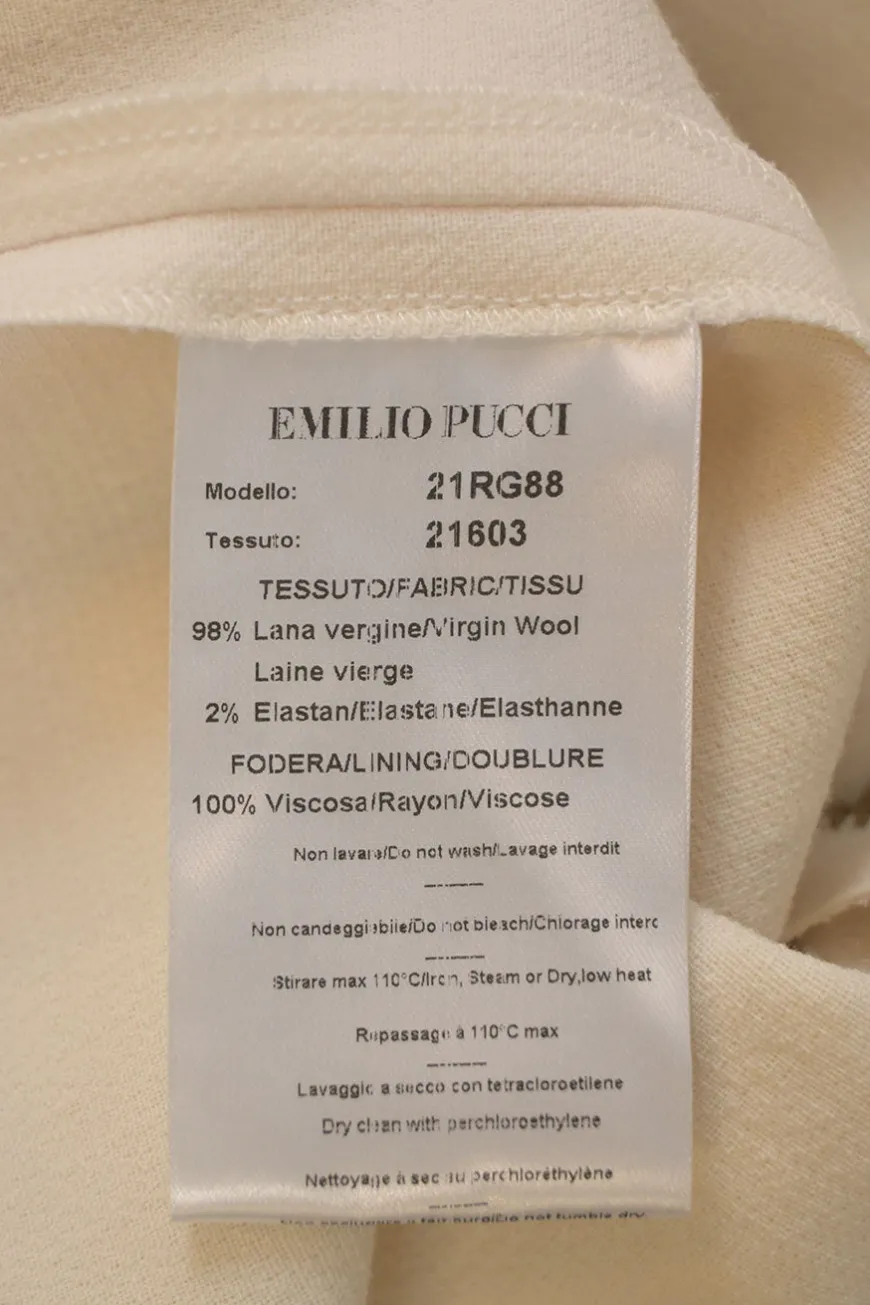 EMILIO PUCCI
Modello: 21RG88
Tessuto: 21603
TESSUTO/FABRIC/TISSU
98% Lana vergine/Virgin Wool
Laine vierge
2% Elastan/Elastane/Elasthanne
FODERA/LINING/DOUBLURE
100% Viscosa/Rayon/Viscose
Non lavare/Do not wash/Lavage interdit
Non candeggiabile/Do not bleach/Chlorage interd
Stirare max 110°C/Iron, Steam or Dry,low heat
Repassage à 110°C max
Lavaggio a secco con tetracloroetilene
Dry clean with perchloroethylene
Nettoyage à sec au perchloréthylène
not tumble dry